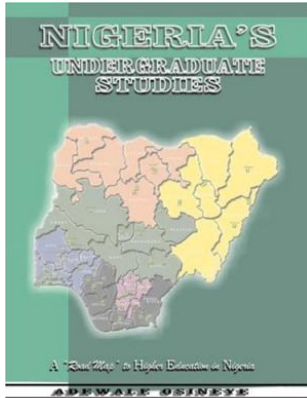 NIGERIA'S
UNDERGRADUATE
STUDIES
A "Road Map" to Higher Education in Nigeria
ADEWALE OSINEYE